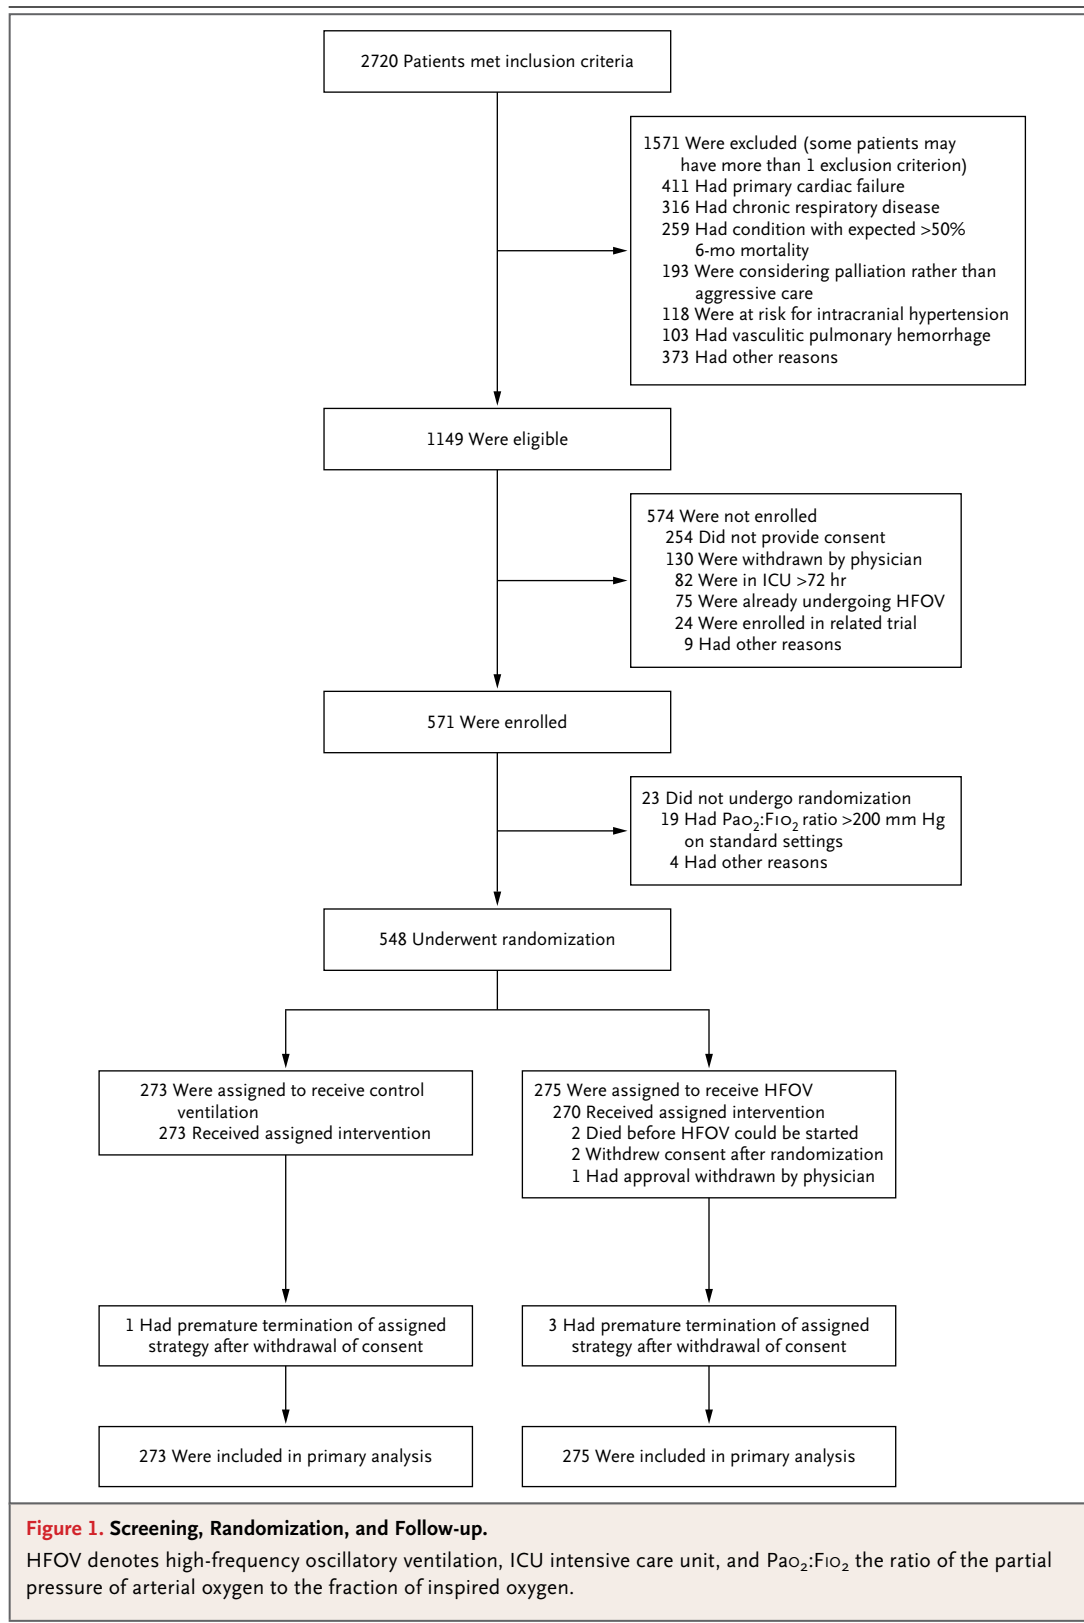 2720 Patients met inclusion criteria
1571 Were excluded (some patients may
have more than 1 exclusion criterion)
411 Had primary cardiac failure
316 Had chronic respiratory disease
259 Had condition with expected >50%
6-mo mortality
193 Were considering palliation rather than
aggressive care
118 Were at risk for intracranial hypertension
103 Had vasculitic pulmonary hemorrhage
373 Had other reasons
1149 Were eligible
574 Were not enrolled
254 Did not provide consent
130 Were withdrawn by physician
82 Were in ICU >72 hr
75 Were already undergoing HFOV
24 Were enrolled in related trial
9 Had other reasons
571 Were enrolled
23 Did not undergo randomization
19 Had PaO₂:FIO₂ ratio >200 mm Hg
on standard settings
4 Had other reasons
548 Underwent randomization
273 Were assigned to receive control
ventilation
273 Received assigned intervention
275 Were assigned to receive HFOV
270 Received assigned intervention
2 Died before HFOV could be started
2 Withdrew consent after randomization
1 Had approval withdrawn by physician
1 Had premature termination of assigned
strategy after withdrawal of consent
3 Had premature termination of assigned
strategy after withdrawal of consent
273 Were included in primary analysis
275 Were included in primary analysis
Figure 1. Screening, Randomization, and Follow-up.
HFOV denotes high-frequency oscillatory ventilation, ICU intensive care unit, and PaO₂:FIO₂ the ratio of the partial
pressure of arterial oxygen to the fraction of inspired oxygen.